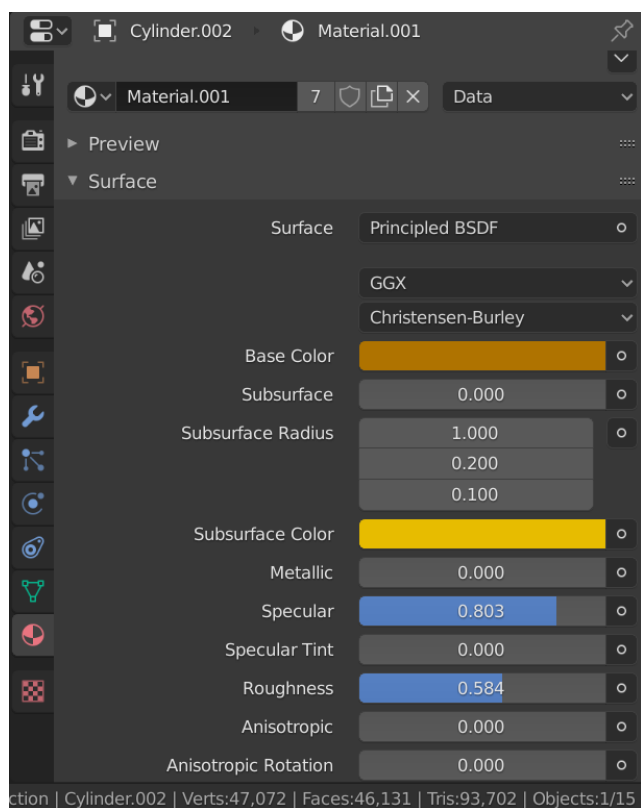 Cylinder.002 Material.001
Material.001 7 Data
Preview
Surface
Surface Principled BSDF
GGX
Christensen-Burley
Base Color
Subsurface 0.000
Subsurface Radius 1.000
0.200
0.100
Subsurface Color
Metallic 0.000
Specular 0.803
Specular Tint 0.000
Roughness 0.584
Anisotropic 0.000
Anisotropic Rotation 0.000
ction | Cylinder.002 | Verts:47,072 | Faces:46,131 | Tris:93,702 | Objects:1/15